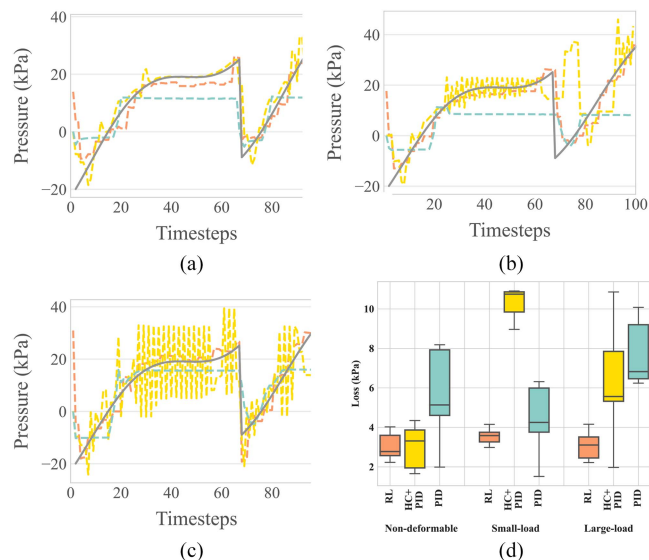 40
20
0
−20
Pressure (kPa)
0
20
40
60
80
Timesteps
(a)
40
20
0
−20
Pressure (kPa)
20
40
60
80
100
Timesteps
(b)
40
20
0
−20
Pressure (kPa)
0
20
40
60
80
Timesteps
(c)
10
8
6
4
2
Loss (kPa)
RL
HC+
PID
PID
RL
HC+
PID
PID
RL
HC+
PID
PID
Non-deformable
Small-load
Large-load
(d)